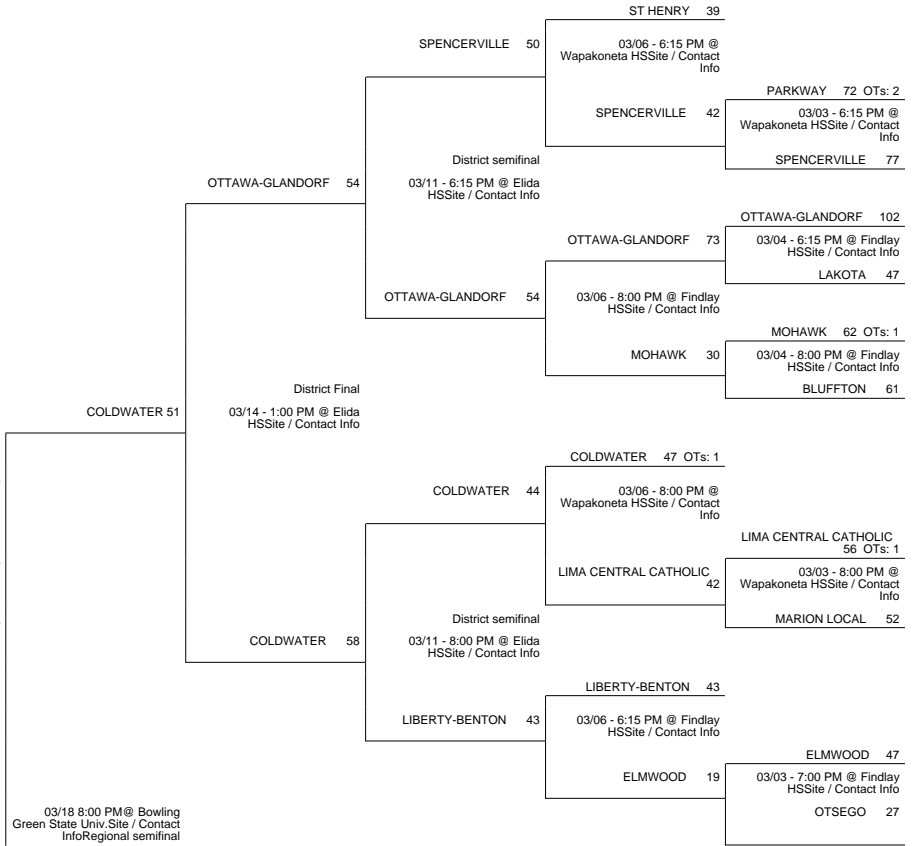 ST HENRY 39
SPENCERVILLE 50
03/06 - 6:15 PM @
Wapakoneta HSSite / Contact
Info
PARKWAY 72 OTs: 2
SPENCERVILLE 42
03/03 - 6:15 PM @
Wapakoneta HSSite / Contact
Info
SPENCERVILLE 77
District semifinal
03/11 - 6:15 PM @ Elida
HSSite / Contact Info
OTTAWA-GLANDORF 54
OTTAWA-GLANDORF 102
OTTAWA-GLANDORF 73
03/04 - 6:15 PM @ Findlay
HSSite / Contact Info
LAKOTA 47
OTTAWA-GLANDORF 54
03/06 - 8:00 PM @ Findlay
HSSite / Contact Info
MOHAWK 62 OTs: 1
MOHAWK 30
03/04 - 8:00 PM @ Findlay
HSSite / Contact Info
BLUFFTON 61
District Final
03/14 - 1:00 PM @ Elida
HSSite / Contact Info
COLDWATER 51
COLDWATER 47 OTs: 1
COLDWATER 44
03/06 - 8:00 PM @
Wapakoneta HSSite / Contact
Info
LIMA CENTRAL CATHOLIC
56 OTs: 1
LIMA CENTRAL CATHOLIC
42
03/03 - 8:00 PM @
Wapakoneta HSSite / Contact
Info
MARION LOCAL 52
District semifinal
03/11 - 8:00 PM @ Elida
HSSite / Contact Info
COLDWATER 58
LIBERTY-BENTON 43
LIBERTY-BENTON 43
03/06 - 6:15 PM @ Findlay
HSSite / Contact Info
ELMWOOD 47
ELMWOOD 19
03/03 - 7:00 PM @ Findlay
HSSite / Contact Info
OTSEGO 27
03/18 8:00 PM@ Bowling
Green State Univ.Site / Contact
InfoRegional semifinal